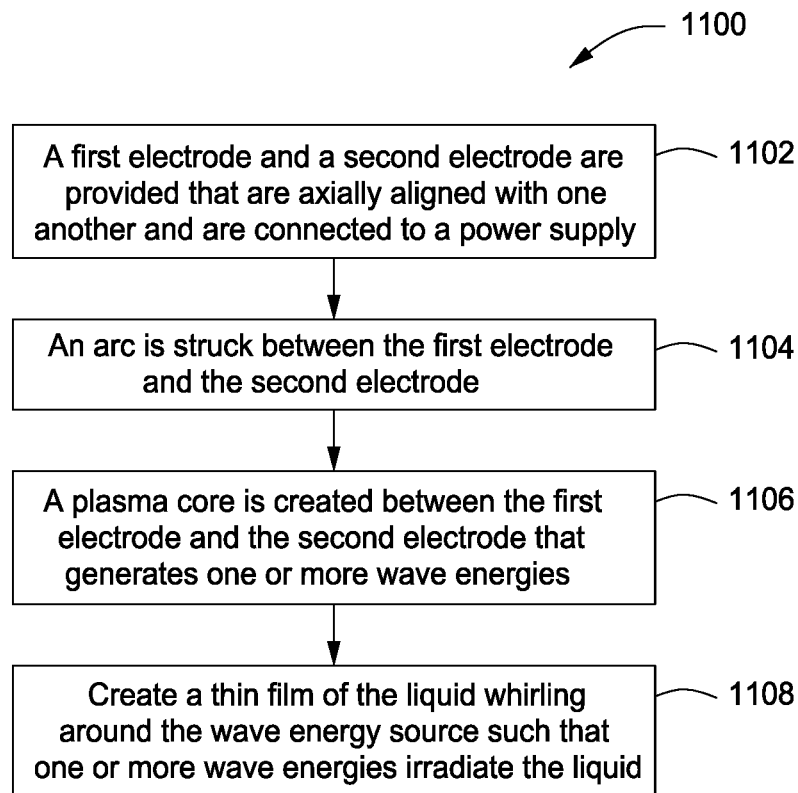 1100
A first electrode and a second electrode are
provided that are axially aligned with one
another and are connected to a power supply
1102
An arc is struck between the first electrode
and the second electrode
1104
A plasma core is created between the first
electrode and the second electrode that
generates one or more wave energies
1106
Create a thin film of the liquid whirling
around the wave energy source such that
one or more wave energies irradiate the liquid
1108